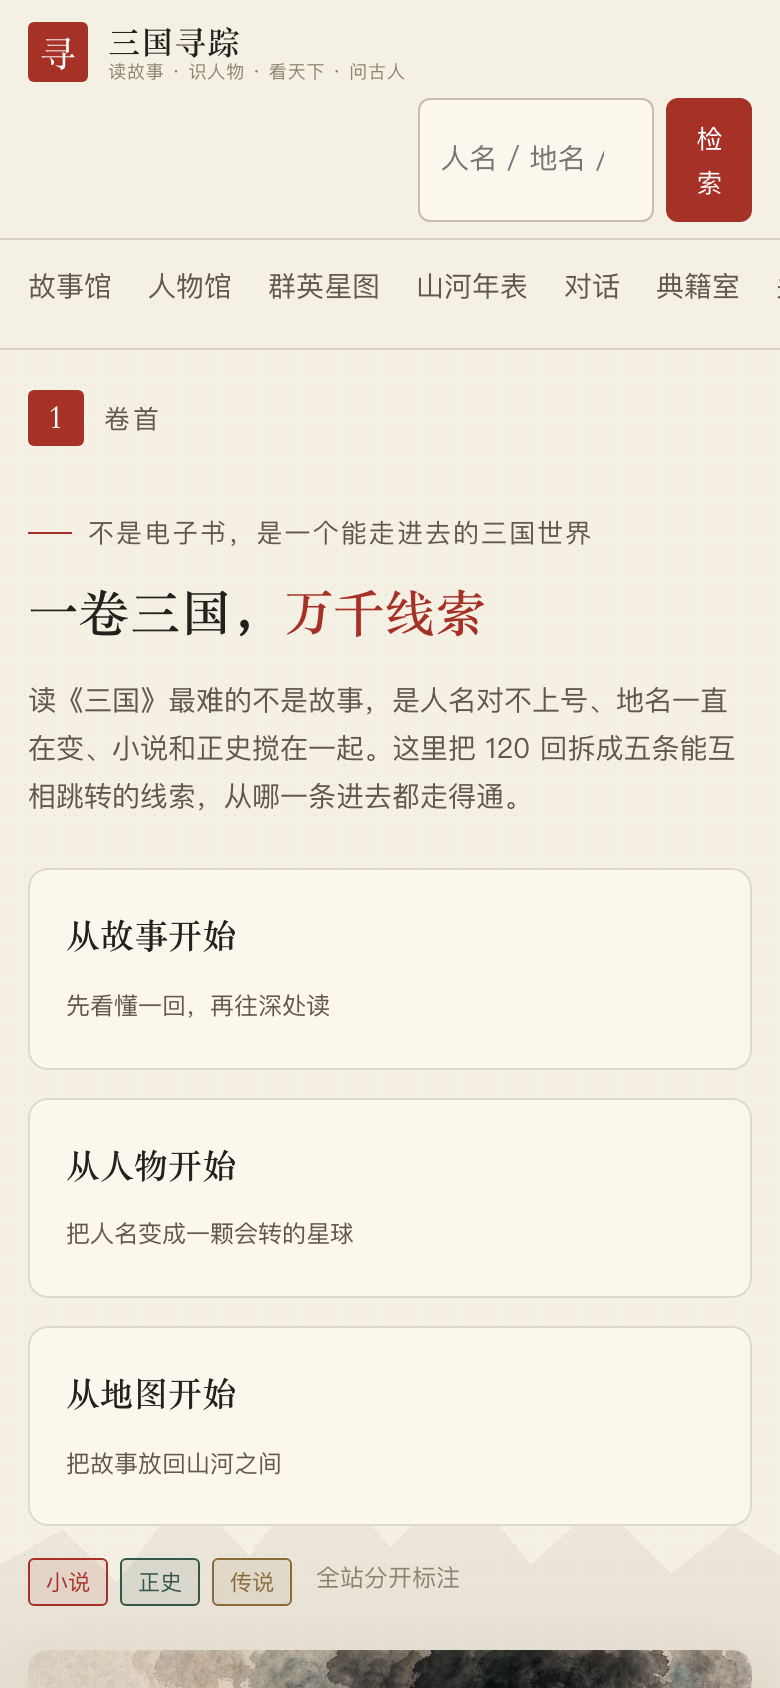 寻
三国寻踪
读故事 · 识人物 · 看天下 · 问古人
人名 / 地名 /
检
索
故事馆 人物馆 群英星图 山河年表 对话 典籍室
1 卷首
不是电子书，是一个能走进去的三国世界
一卷三国，万千线索
读《三国》最难的不是故事，是人名对不上号、地名一直
在变、小说和正史搅在一起。这里把 120 回拆成五条能互
相跳转的线索，从哪一条进去都走得通。
从故事开始
先看懂一回，再往深处读
从人物开始
把人名变成一颗会转的星球
从地图开始
把故事放回山河之间
小说 正史 传说 全站分开标注